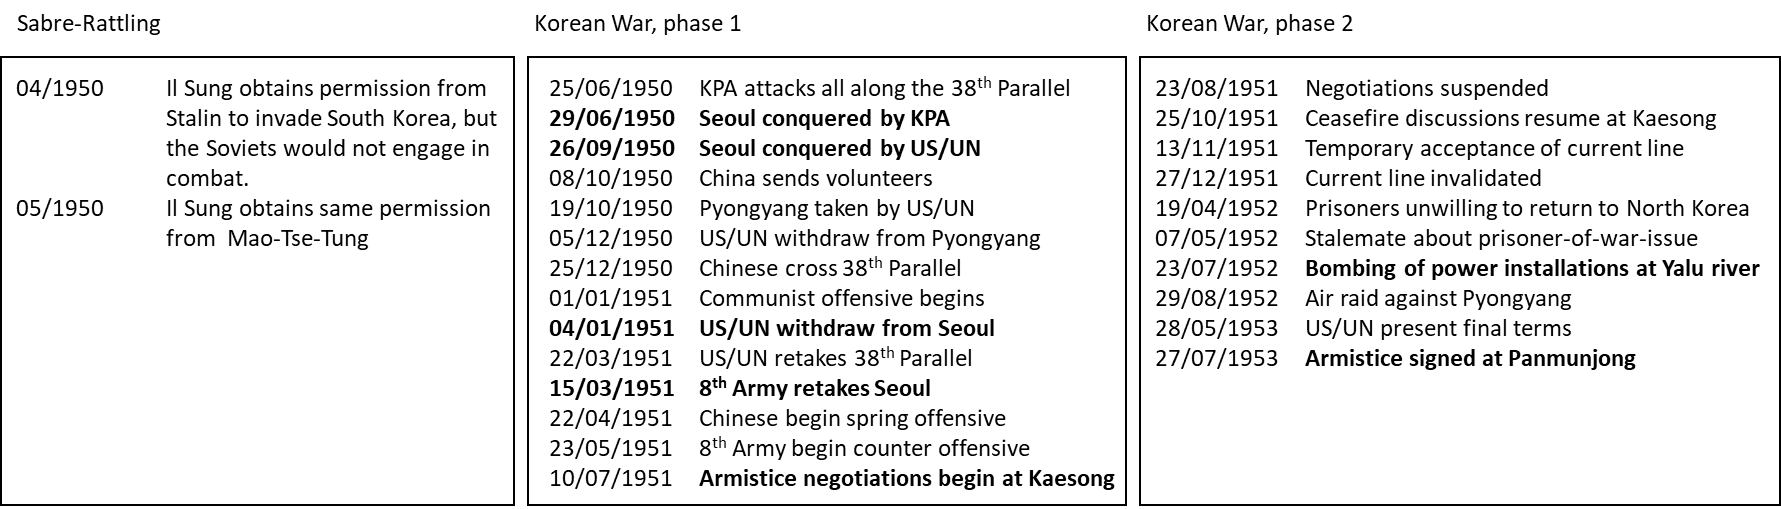 Sabre-Rattling
04/1950 Il Sung obtains permission from
Stalin to invade South Korea, but
the Soviets would not engage in
combat.
05/1950 Il Sung obtains same permission
from Mao-Tse-Tung
Korean War, phase 1
25/06/1950 KPA attacks all along the 38th Parallel
29/06/1950 Seoul conquered by KPA
26/09/1950 Seoul conquered by US/UN
08/10/1950 China sends volunteers
19/10/1950 Pyongyang taken by US/UN
05/12/1950 US/UN withdraw from Pyongyang
25/12/1950 Chinese cross 38th Parallel
01/01/1951 Communist offensive begins
04/01/1951 US/UN withdraw from Seoul
22/03/1951 US/UN retakes 38th Parallel
15/03/1951 8th Army retakes Seoul
22/04/1951 Chinese begin spring offensive
23/05/1951 8th Army begin counter offensive
10/07/1951 Armistice negotiations begin at Kaesong
Korean War, phase 2
23/08/1951 Negotiations suspended
25/10/1951 Ceasefire discussions resume at Kaesong
13/11/1951 Temporary acceptance of current line
27/12/1951 Current line invalidated
19/04/1952 Prisoners unwilling to return to North Korea
07/05/1952 Stalemate about prisoner-of-war-issue
23/07/1952 Bombing of power installations at Yalu river
29/08/1952 Air raid against Pyongyang
28/05/1953 US/UN present final terms
27/07/1953 Armistice signed at Panmunjong